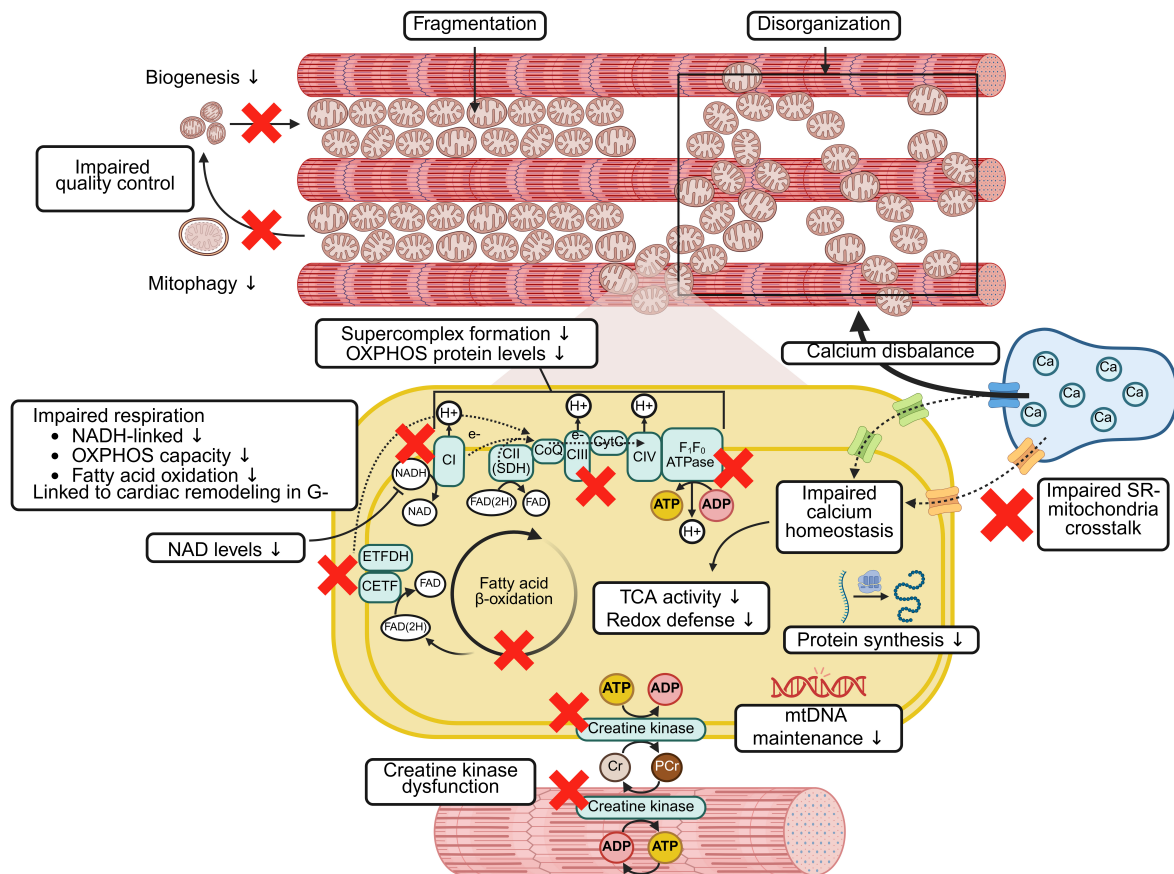 Fragmentation
Disorganization
Biogenesis ↓
Impaired
quality control
Mitophagy ↓
Supercomplex formation ↓
OXPHOS protein levels ↓
Calcium disbalance
Ca
Ca
Ca
Ca
Ca
Impaired respiration
• NADH-linked ↓
• OXPHOS capacity ↓
• Fatty acid oxidation ↓
Linked to cardiac remodeling in G-
NAD levels ↓
H+
H+
H+
e-
e-
CI
CII
(SDH)
CoQ
CIII
CytC
CIV
F₁F₀
ATPase
NADH
NAD
FAD(2H)
FAD
ATP
ADP
H+
Impaired
calcium
homeostasis
Impaired SR-
mitochondria
crosstalk
ETFDH
CETF
FAD
FAD(2H)
Fatty acid
β-oxidation
TCA activity ↓
Redox defense ↓
Protein synthesis ↓
mtDNA
maintenance ↓
ATP
ADP
Creatine kinase
Cr
PCr
Creatine kinase
dysfunction
Creatine kinase
ADP
ATP